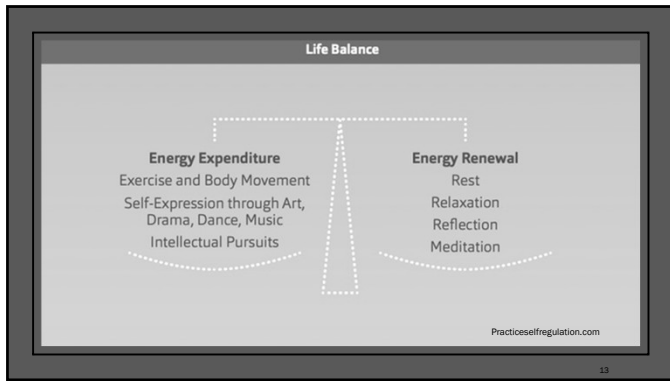 Life Balance
Energy Expenditure
Exercise and Body Movement
Self-Expression through Art,
Drama, Dance, Music
Intellectual Pursuits
Energy Renewal
Rest
Relaxation
Reflection
Meditation
Practiceselfregulation.com
13